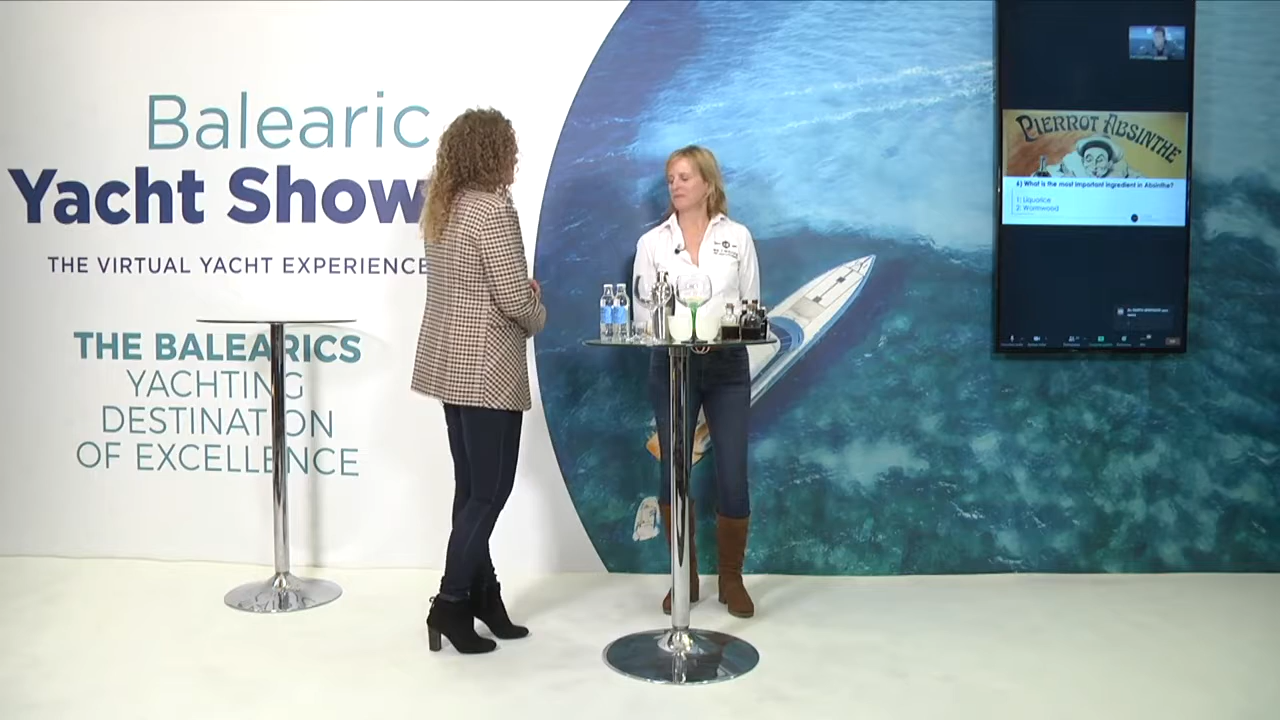 Balearic
Yacht Show
THE VIRTUAL YACHT EXPERIENCE
THE BALEARICS
YACHTING
DESTINATION
OF EXCELLENCE
PIERROT ABSINTHE
6) What is the most important ingredient in Absinthe?
1: Liquorice
2: Wormwood